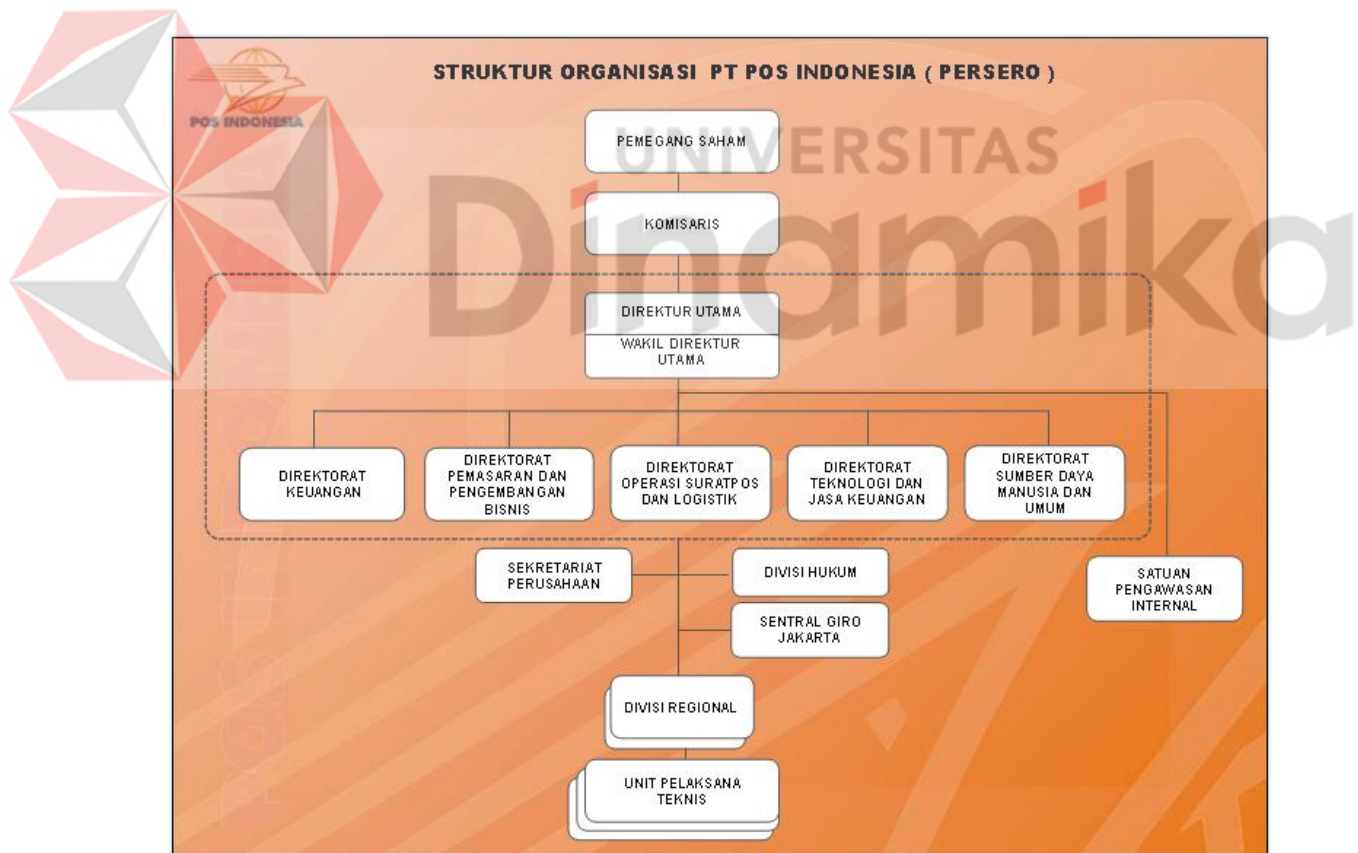 STRUKTUR ORGANISASI PT POS INDONESIA ( PERSERO )
POS INDONESIA
UNIVERSITAS
Dinamika
PEMEGANG SAHAM
KOMISARIS
DIREKTUR UTAMA
WAKIL DIREKTUR
UTAMA
DIREKTORAT
KEUANGAN
DIREKTORAT
PEMASARAN DAN
PENGEMBANGAN
BISNIS
DIREKTORAT
OPERASI SURATPOS
DAN LOGISTIK
DIREKTORAT
TEKNOLOGI DAN
JASA KEUANGAN
DIREKTORAT
SUMBER DAYA
MANUSIA DAN
UMUM
SEKRETARIAT
PERUSAHAAN
DIVISI HUKUM
SATUAN
PENGAWASAN
INTERNAL
SENTRAL GIRO
JAKARTA
DIVISI REGIONAL
UNIT PELAKSANA
TEKNIS